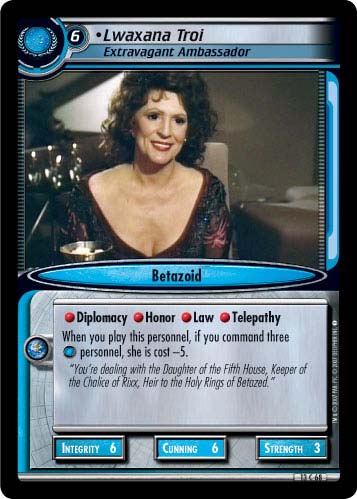 6
•Lwaxana Troi
Extravagant Ambassador
Betazoid
Diplomacy Honor Law Telepathy
When you play this personnel, if you command three
personnel, she is cost –5.
“You’re dealing with the Daughter of the Fifth House, Keeper
of the Chalice of Rixx, Heir to the Holy Rings of Betazed.”
INTEGRITY 6 CUNNING 6 STRENGTH 3